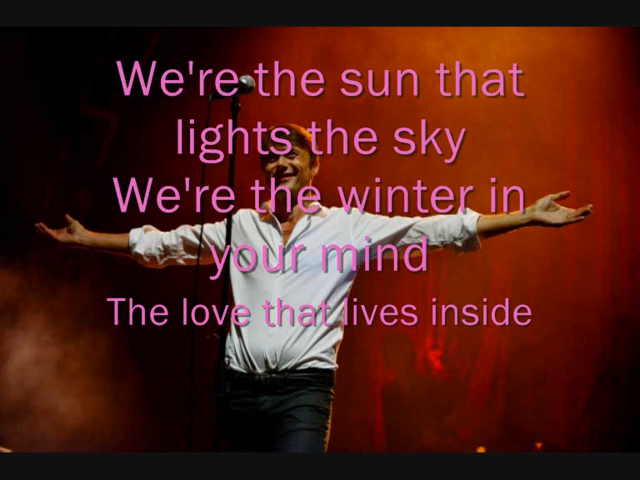 We're the sun that
lights the sky
We're the winter in
your mind
The love that lives inside